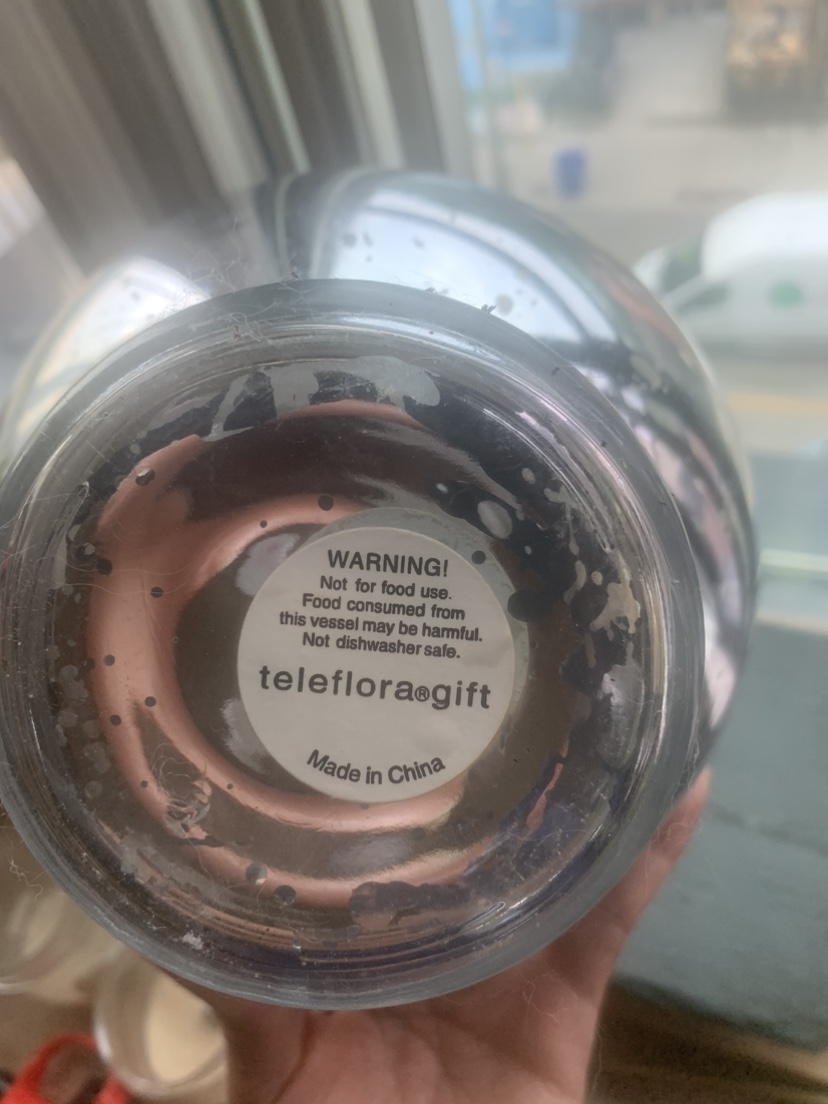 WARNING!
Not for food use.
Food consumed from
this vessel may be harmful.
Not dishwasher safe.
teleflora®gift
Made in China